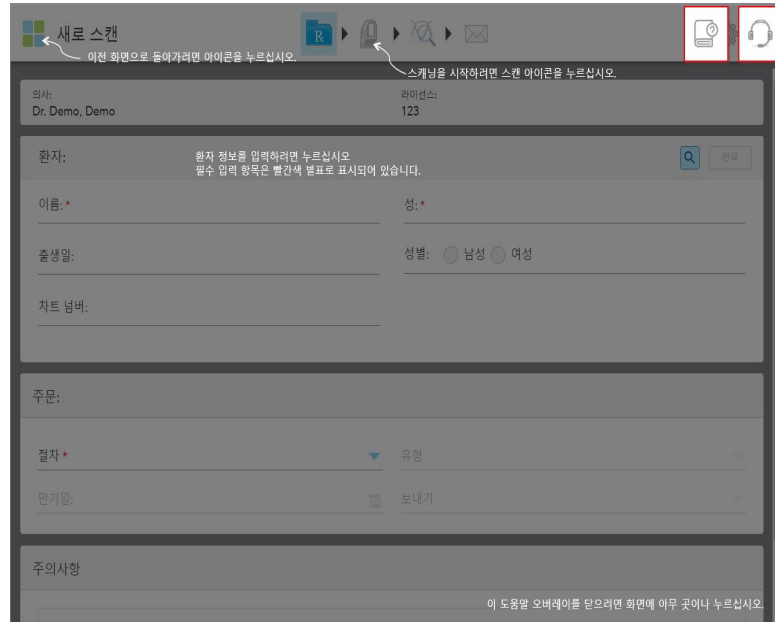 새로 스캔
이전 화면으로 돌아가려면 아이콘을 누르십시오.
R
스캐닝을 시작하려면 스캔 아이콘을 누르십시오.
?
의사:
Dr. Demo, Demo
라이선스:
123
환자:
환자 정보를 입력하려면 누르십시오
필수 입력 항목은 빨간색 별표로 표시되어 있습니다.
완료
이름:*
성:*
출생일:
성별: 남성 여성
차트 넘버:
주문:
절차 *
유형
만기일:
보내기
주의사항
이 도움말 오버레이를 닫으려면 화면에 아무 곳이나 누르십시오.